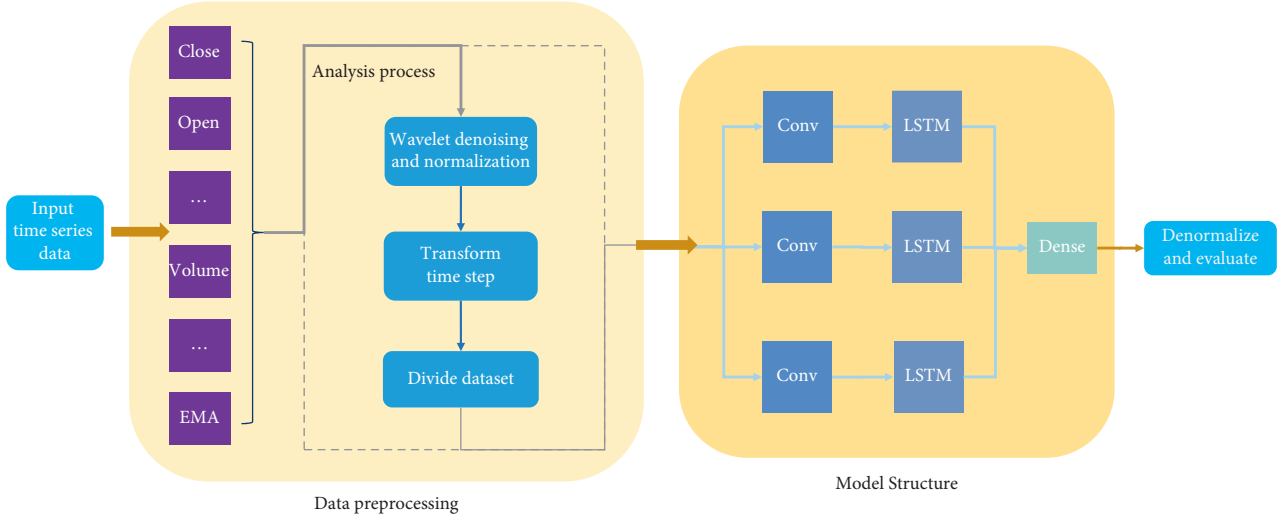 Input
time series
data
Close
Open
...
Volume
...
EMA
Analysis process
Wavelet denoising
and normalization
Transform
time step
Divide dataset
Data preprocessing
Conv
LSTM
Conv
LSTM
Conv
LSTM
Dense
Model Structure
Denormalize
and evaluate